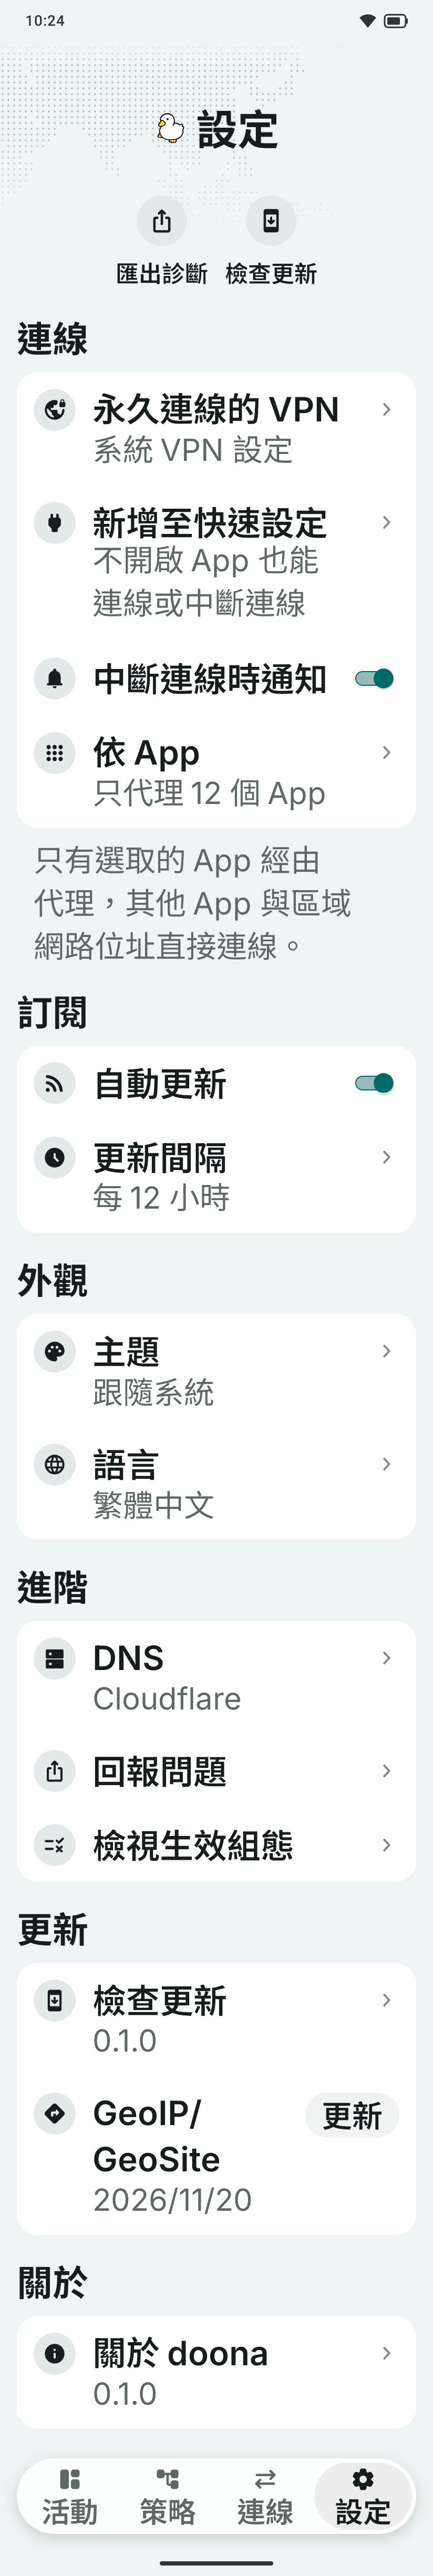 10:24
設定
匯出診斷 檢查更新
連線
永久連線的 VPN
系統 VPN 設定
新增至快速設定
不開啟 App 也能
連線或中斷連線
中斷連線時通知
依 App
只代理 12 個 App
只有選取的 App 經由
代理，其他 App 與區域
網路位址直接連線。
訂閱
自動更新
更新間隔
每 12 小時
外觀
主題
跟隨系統
語言
繁體中文
進階
DNS
Cloudflare
回報問題
檢視生效組態
更新
檢查更新
0.1.0
GeoIP/
GeoSite
更新
2026/11/20
關於
關於 doona
0.1.0
活動 策略 連線 設定